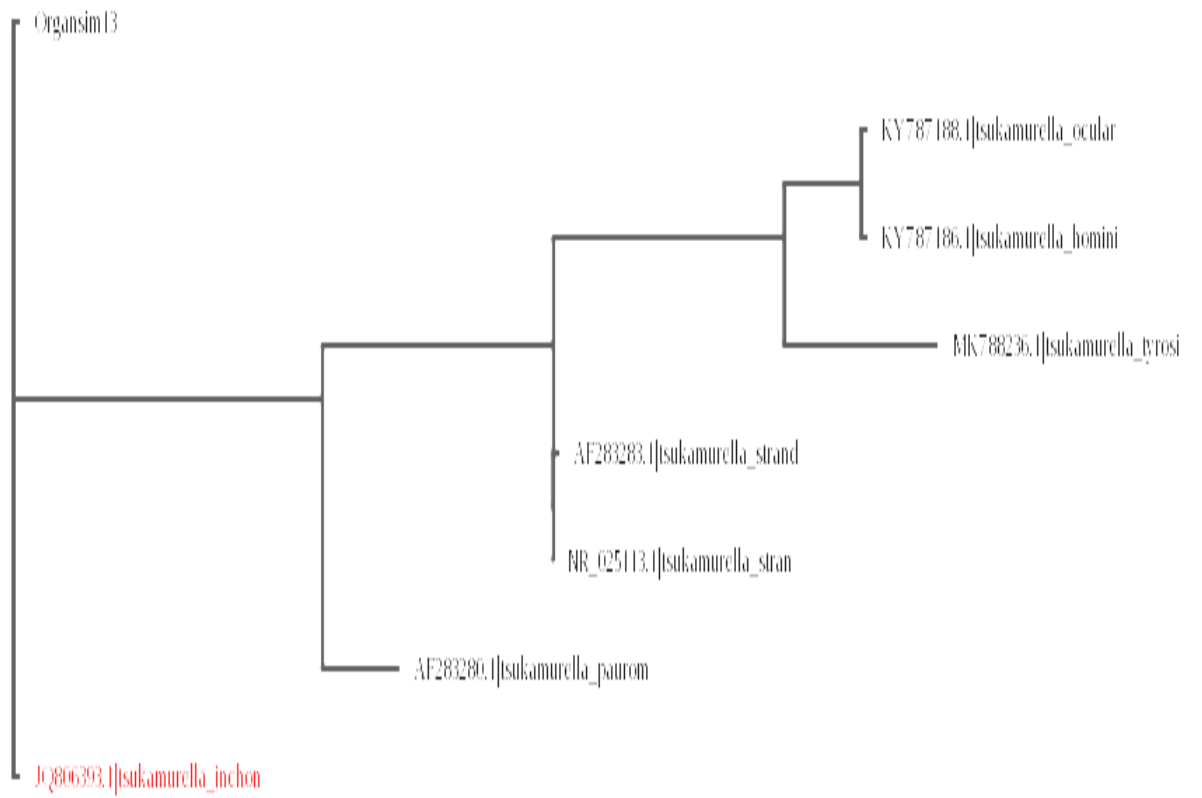 Organsim13
KY787188.1|tsukamurella_ocular
KY787186.1|tsukamurella_homini
MK788236.1|tsukamurella_tyrosi
AF283283.1|tsukamurella_strand
NR_025113.1|tsukamurella_stran
AF283280.1|tsukamurella_paurom
JQ806393.1|tsukamurella_inchon